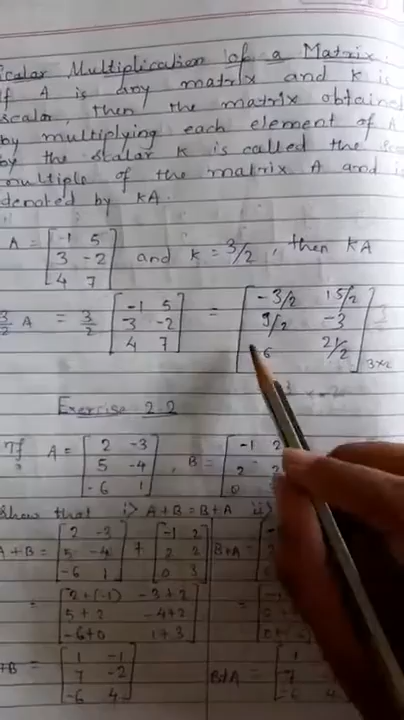 Scalar Multiplication of a Matrix.
If A is any matrix and K is
scalar, then the matrix obtained
by multiplying each element of A
by the scalar K is called the
multiple of the matrix A and is
denoted by KA.
A = [-1 5
3 -2
4 7] and K = 3/2, then KA
3/2 A = 3/2 [-1 5
3 -2
4 7] = [-3/2 15/2
9/2 -3
6 21/2] 3x2
Exercise 2.2
If A = [2 -3
5 -4
-6 1], B = [-1 2
2 2
0
Show that i) A+B = B+A ii)
A+B = [2 -3
5 -4
-6 1] + [-1 2
2 2
0 3] B+A =
= [2+(-1) -3+2
5+2 -4+2
-6+0 1+3] =
+B = [1 -1
7 -2
-6 4] B+A = [1
7
-6